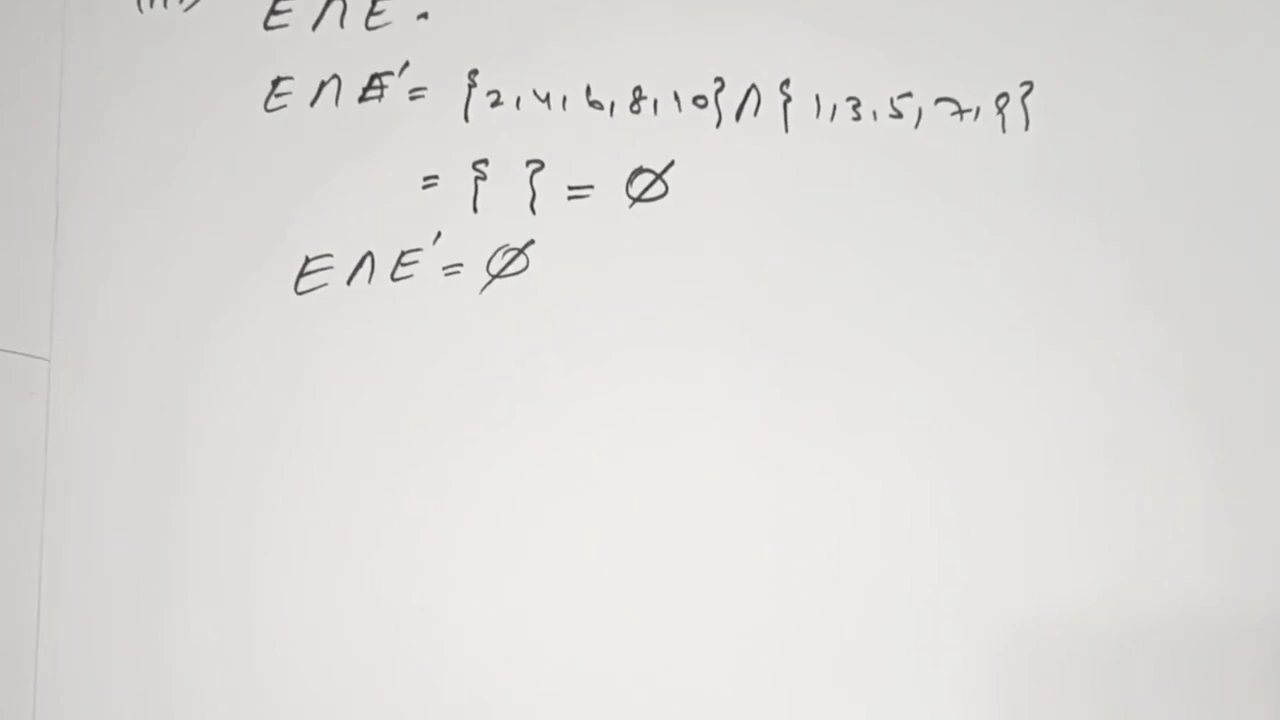 E ∩ E
E ∩ E' = {2, 4, 6, 8, 10} ∩ {1, 3, 5, 7, 9}
= { } = ∅
E ∩ E' = ∅